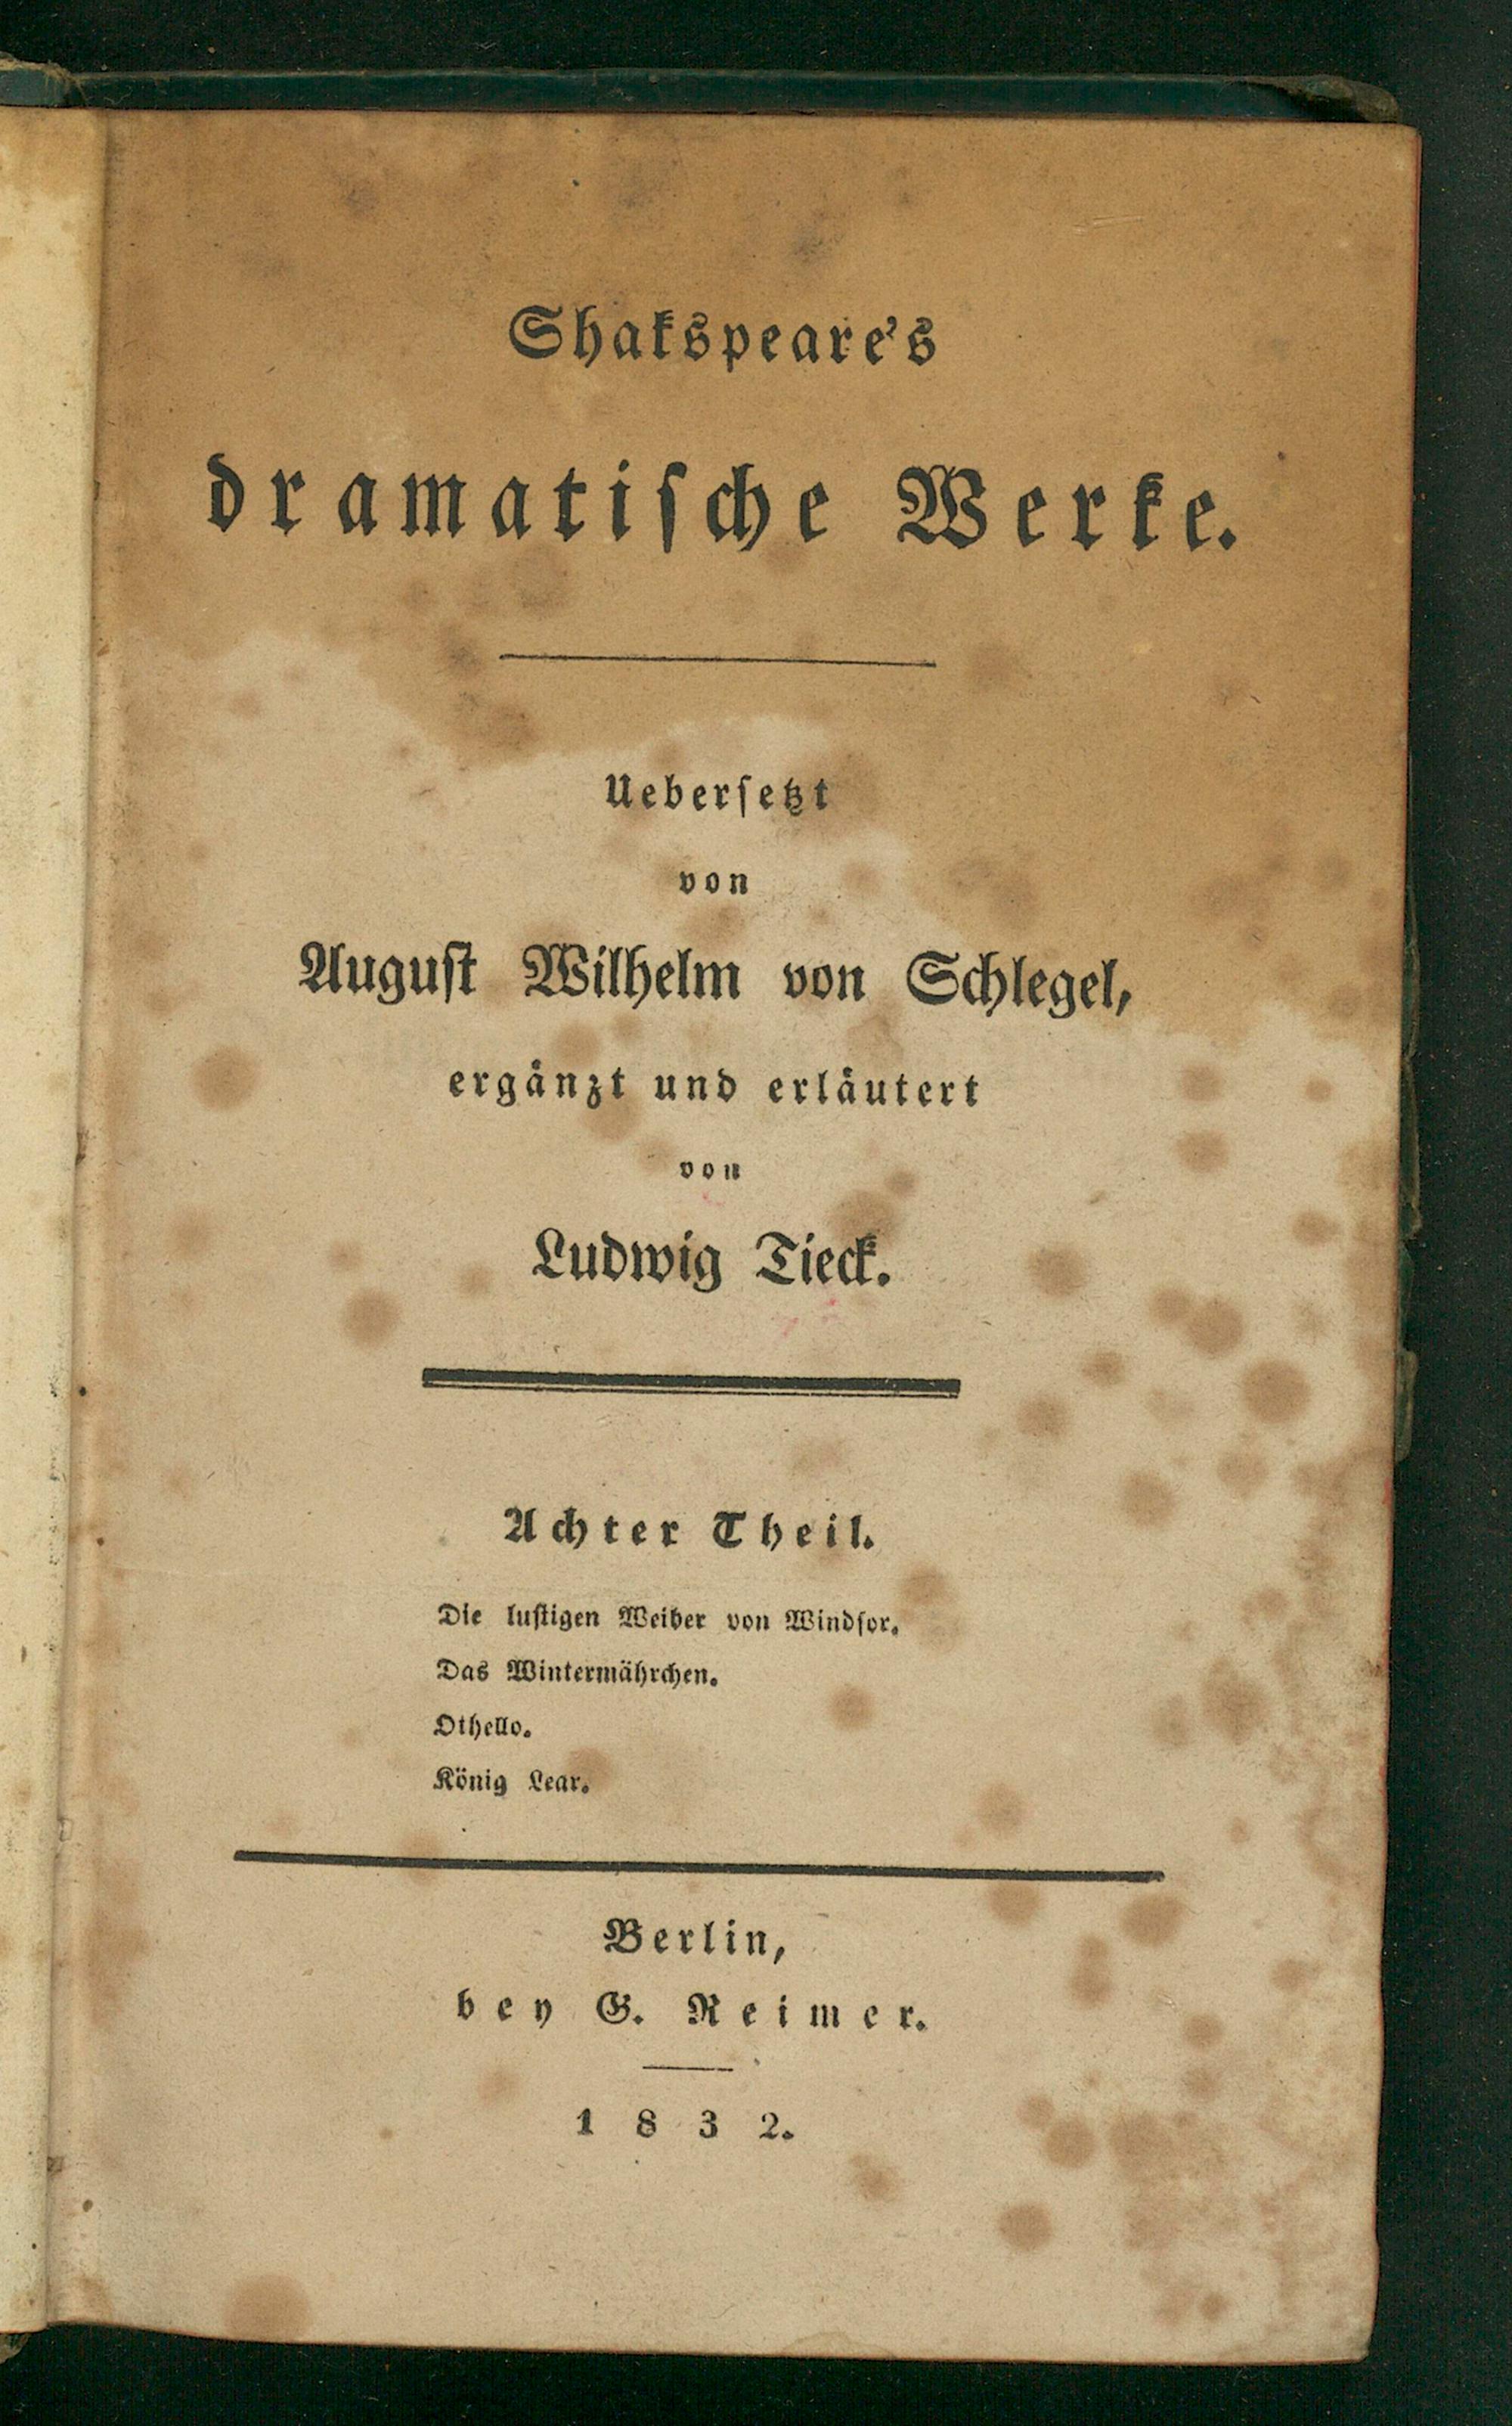 Shakspeare's
dramatische Werke.
Uebersetzt
von
August Wilhelm von Schlegel,
ergänzt und erläutert
von
Ludwig Tieck.
Achter Theil.
Die lustigen Weiber von Windsor.
Das Wintermährchen.
Othello.
König Lear.
Berlin,
bey G. Reimer.
1832.